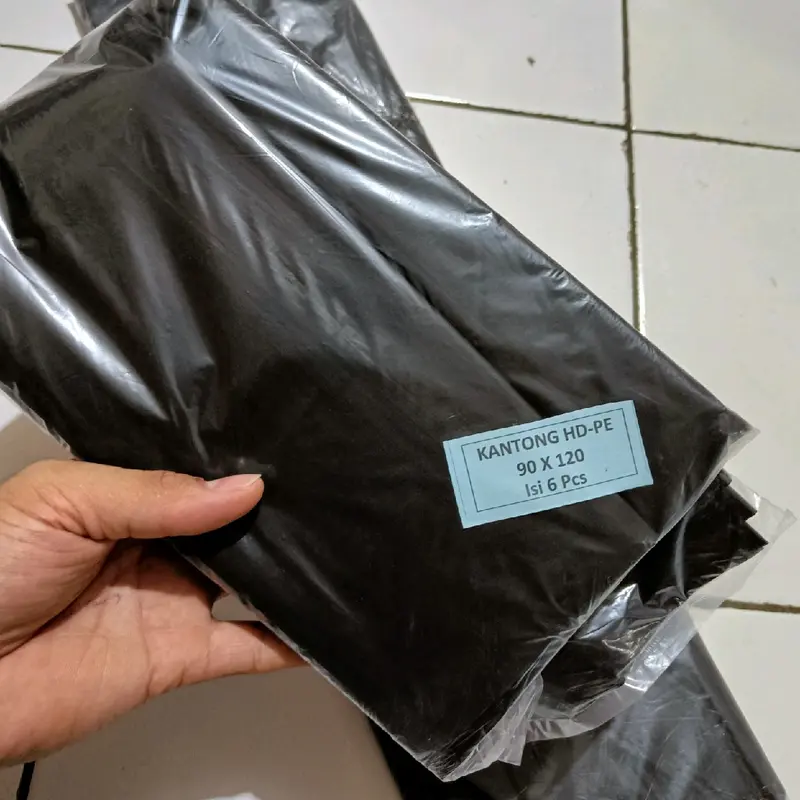 KANTONG HD-PE
90 X 120
Isi 6 Pcs